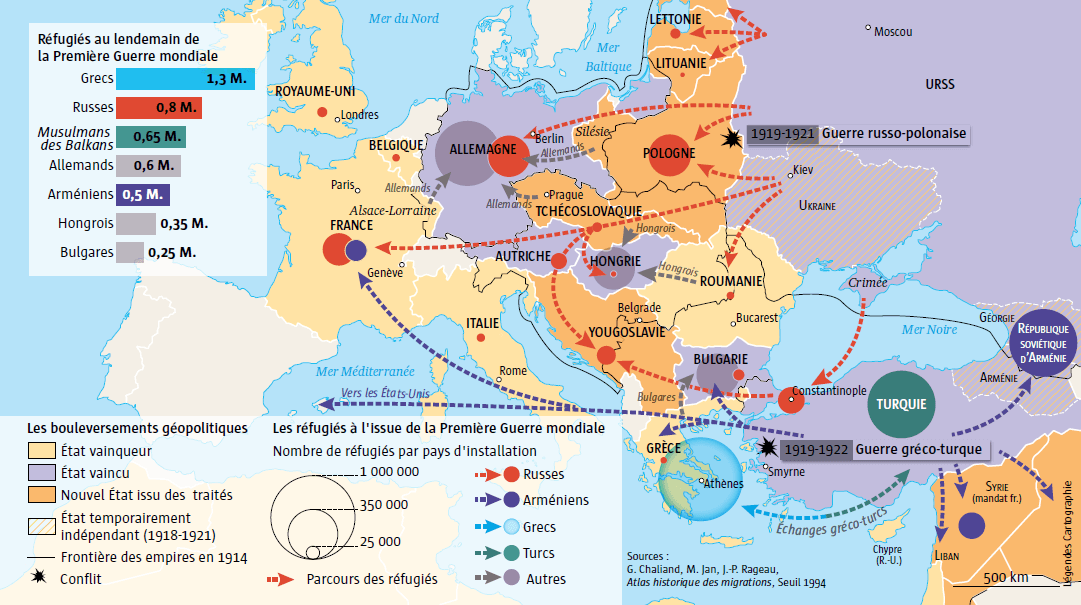 Réfugiés au lendemain de
la Première Guerre mondiale
Grecs 1,3 M.
Russes 0,8 M.
Musulmans
des Balkans 0,65 M.
Allemands 0,6 M.
Arméniens 0,5 M.
Hongrois 0,35 M.
Bulgares 0,25 M.
Mer du Nord
Mer
Baltique
LETTONIE
LITUANIE
Moscou
URSS
ROYAUME-UNI
Londres
BELGIQUE
ALLEMAGNE
Berlin
Silésie
Allemands
POLOGNE
1919-1921 Guerre russo-polonaise
Kiev
UKRAINE
Paris
Allemands
Alsace-Lorraine
Allemands
Prague
TCHÉCOSLOVAQUIE
FRANCE
Genève
AUTRICHE
Hongrois
HONGRIE
Hongrois
ROUMANIE
Crimée
Belgrade
Bucarest
YOUGOSLAVIE
ITALIE
Rome
Mer Noire
GÉORGIE
RÉPUBLIQUE
SOVIÉTIQUE
D'ARMÉNIE
ARMÉNIE
BULGARIE
Bulgares
Constantinople
TURQUIE
Mer Méditerranée
Vers les États-Unis
GRÈCE
Athènes
1919-1922 Guerre gréco-turque
Smyrne
Echanges gréco-turcs
Chypre
(R.-U.)
SYRIE
(mandat fr.)
LIBAN
500 km
Légendes Cartographie
Les bouleversements géopolitiques
État vainqueur
État vaincu
Nouvel État issu des traités
État temporairement
indépendant (1918-1921)
Frontière des empires en 1914
Conflit
Les réfugiés à l'issue de la Première Guerre mondiale
Nombre de réfugiés par pays d'installation
1 000 000
350 000
25 000
Parcours des réfugiés
Russes
Arméniens
Grecs
Turcs
Autres
Sources :
G. Chaliand, M. Jan, J.-P. Rageau,
Atlas historique des migrations, Seuil 1994